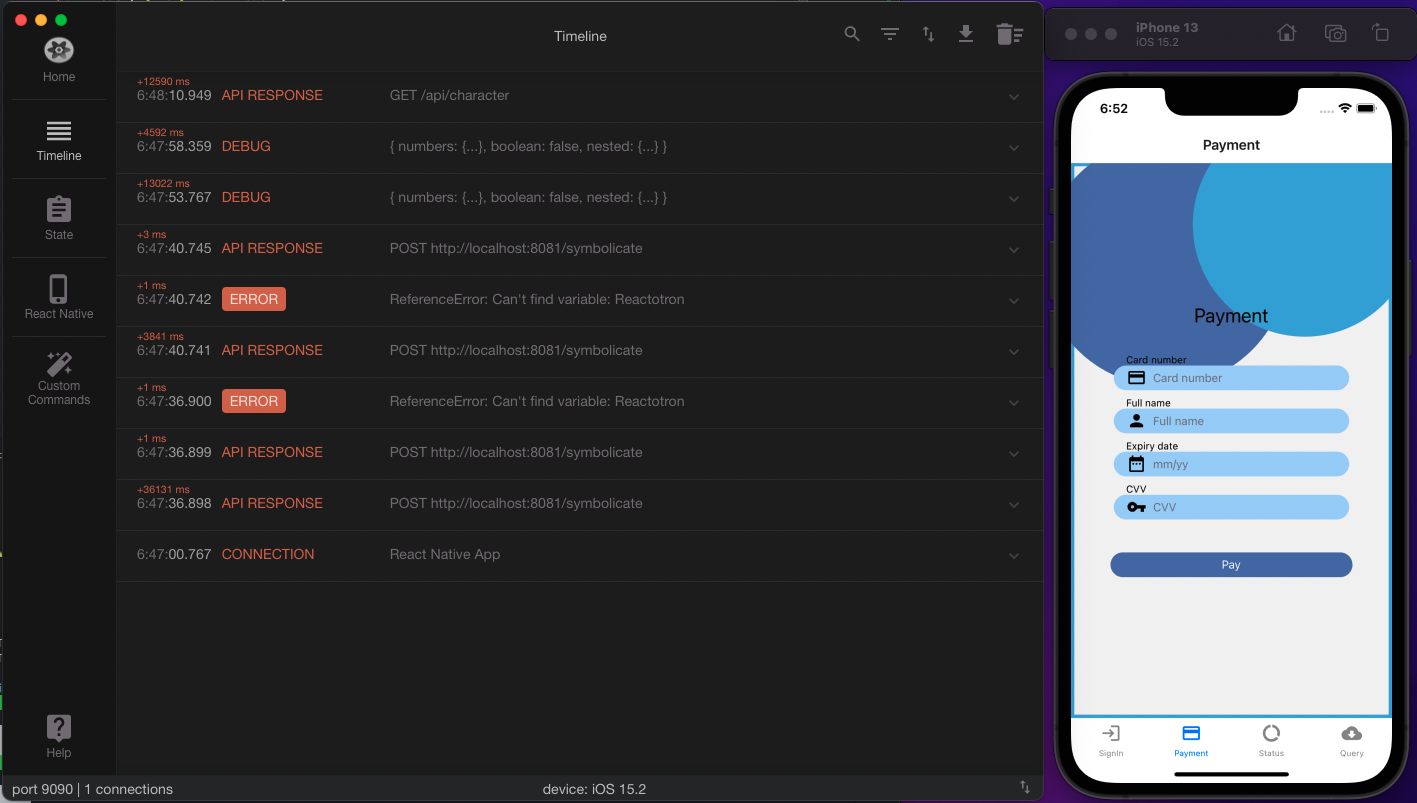 Timeline
Home
Timeline
State
React Native
Custom
Commands
Help
+12590 ms
6:48:10.949 API RESPONSE GET /api/character
+4592 ms
6:47:58.359 DEBUG { numbers: {...}, boolean: false, nested: {...} }
+13022 ms
6:47:53.767 DEBUG { numbers: {...}, boolean: false, nested: {...} }
+3 ms
6:47:40.745 API RESPONSE POST http://localhost:8081/symbolicate
+1 ms
6:47:40.742 ERROR ReferenceError: Can't find variable: Reactotron
+3841 ms
6:47:40.741 API RESPONSE POST http://localhost:8081/symbolicate
+1 ms
6:47:36.900 ERROR ReferenceError: Can't find variable: Reactotron
+1 ms
6:47:36.899 API RESPONSE POST http://localhost:8081/symbolicate
+36131 ms
6:47:36.898 API RESPONSE POST http://localhost:8081/symbolicate
6:47:00.767 CONNECTION React Native App
port 9090 | 1 connections device: iOS 15.2
iPhone 13
iOS 15.2
6:52
Payment
Payment
Card number
Card number
Full name
Full name
Expiry date
mm/yy
CVV
CVV
Pay
SignIn Payment Status Query